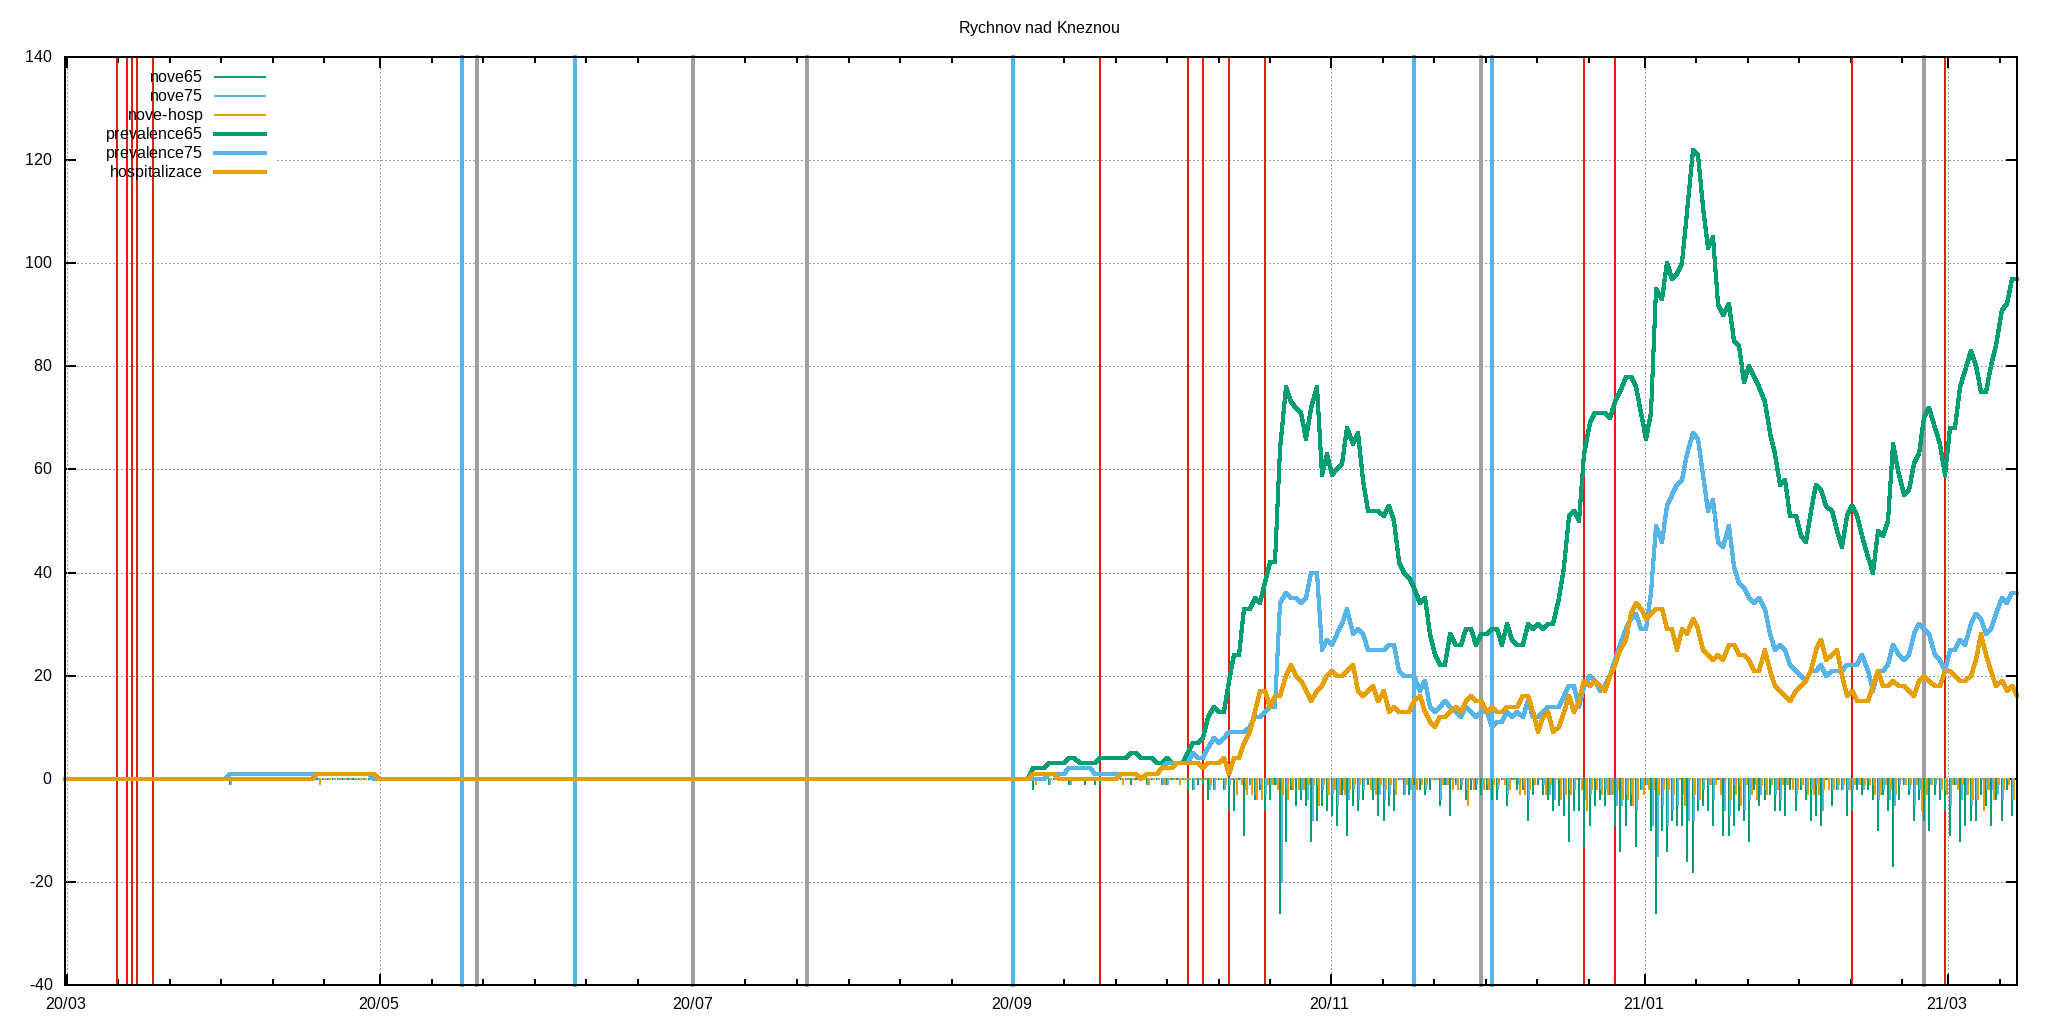 Rychnov nad Kneznou
140
120
100
80
60
40
20
0
-20
-40
nove65
nove75
nove-hosp
prevalence65
prevalence75
hospitalizace
20/03 20/05 20/07 20/09 20/11 21/01 21/03